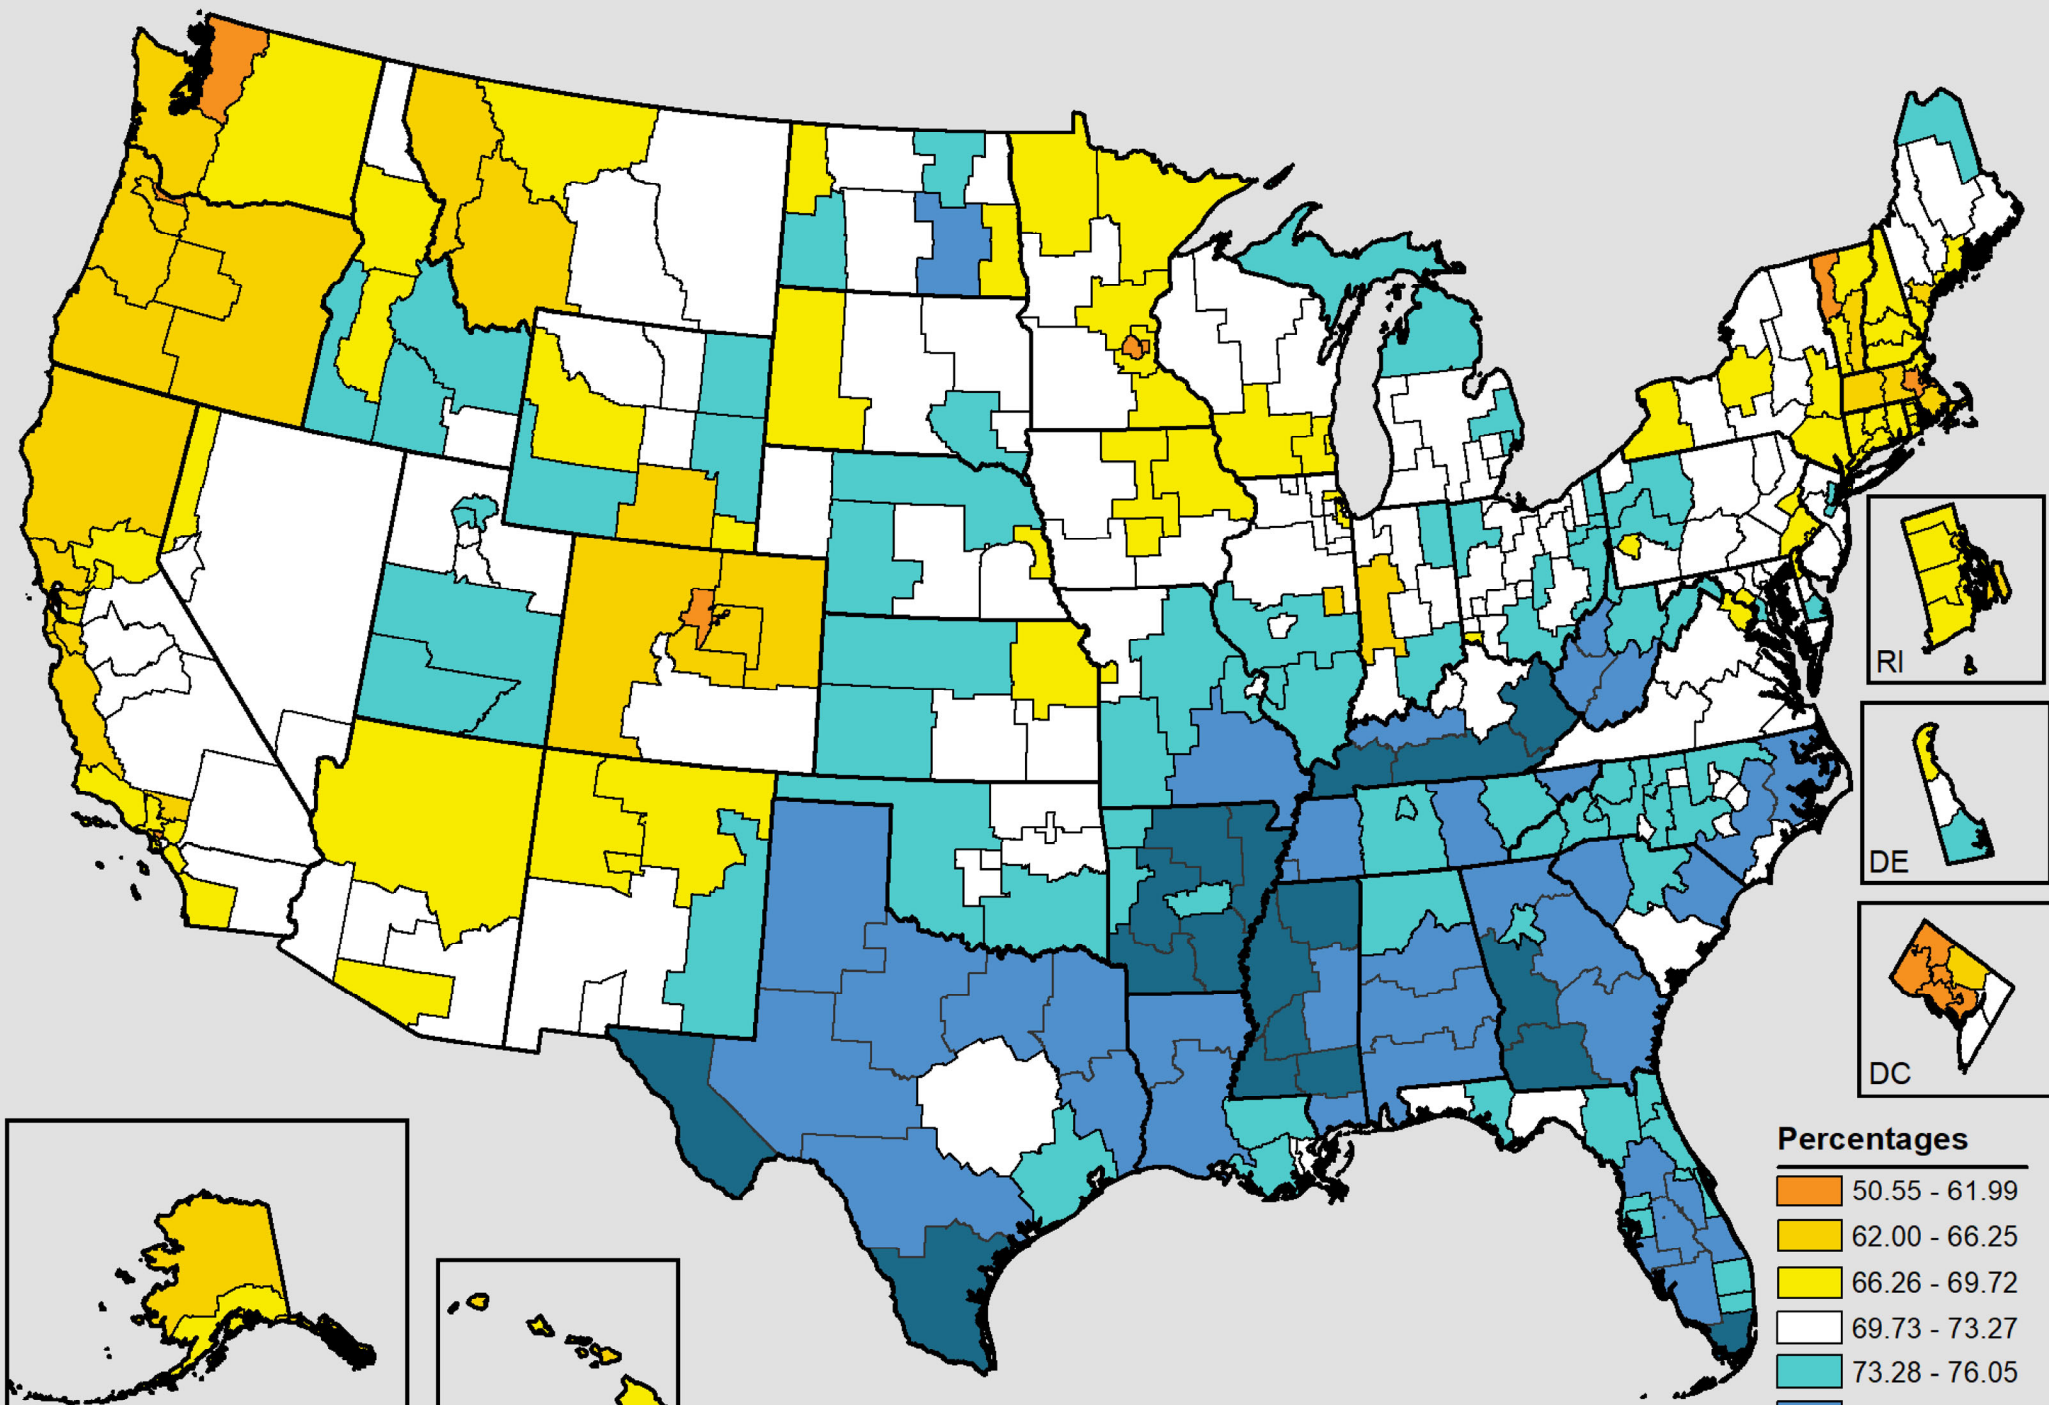 RI
DE
DC
Percentages
50.55 - 61.99
62.00 - 66.25
66.26 - 69.72
69.73 - 73.27
73.28 - 76.05